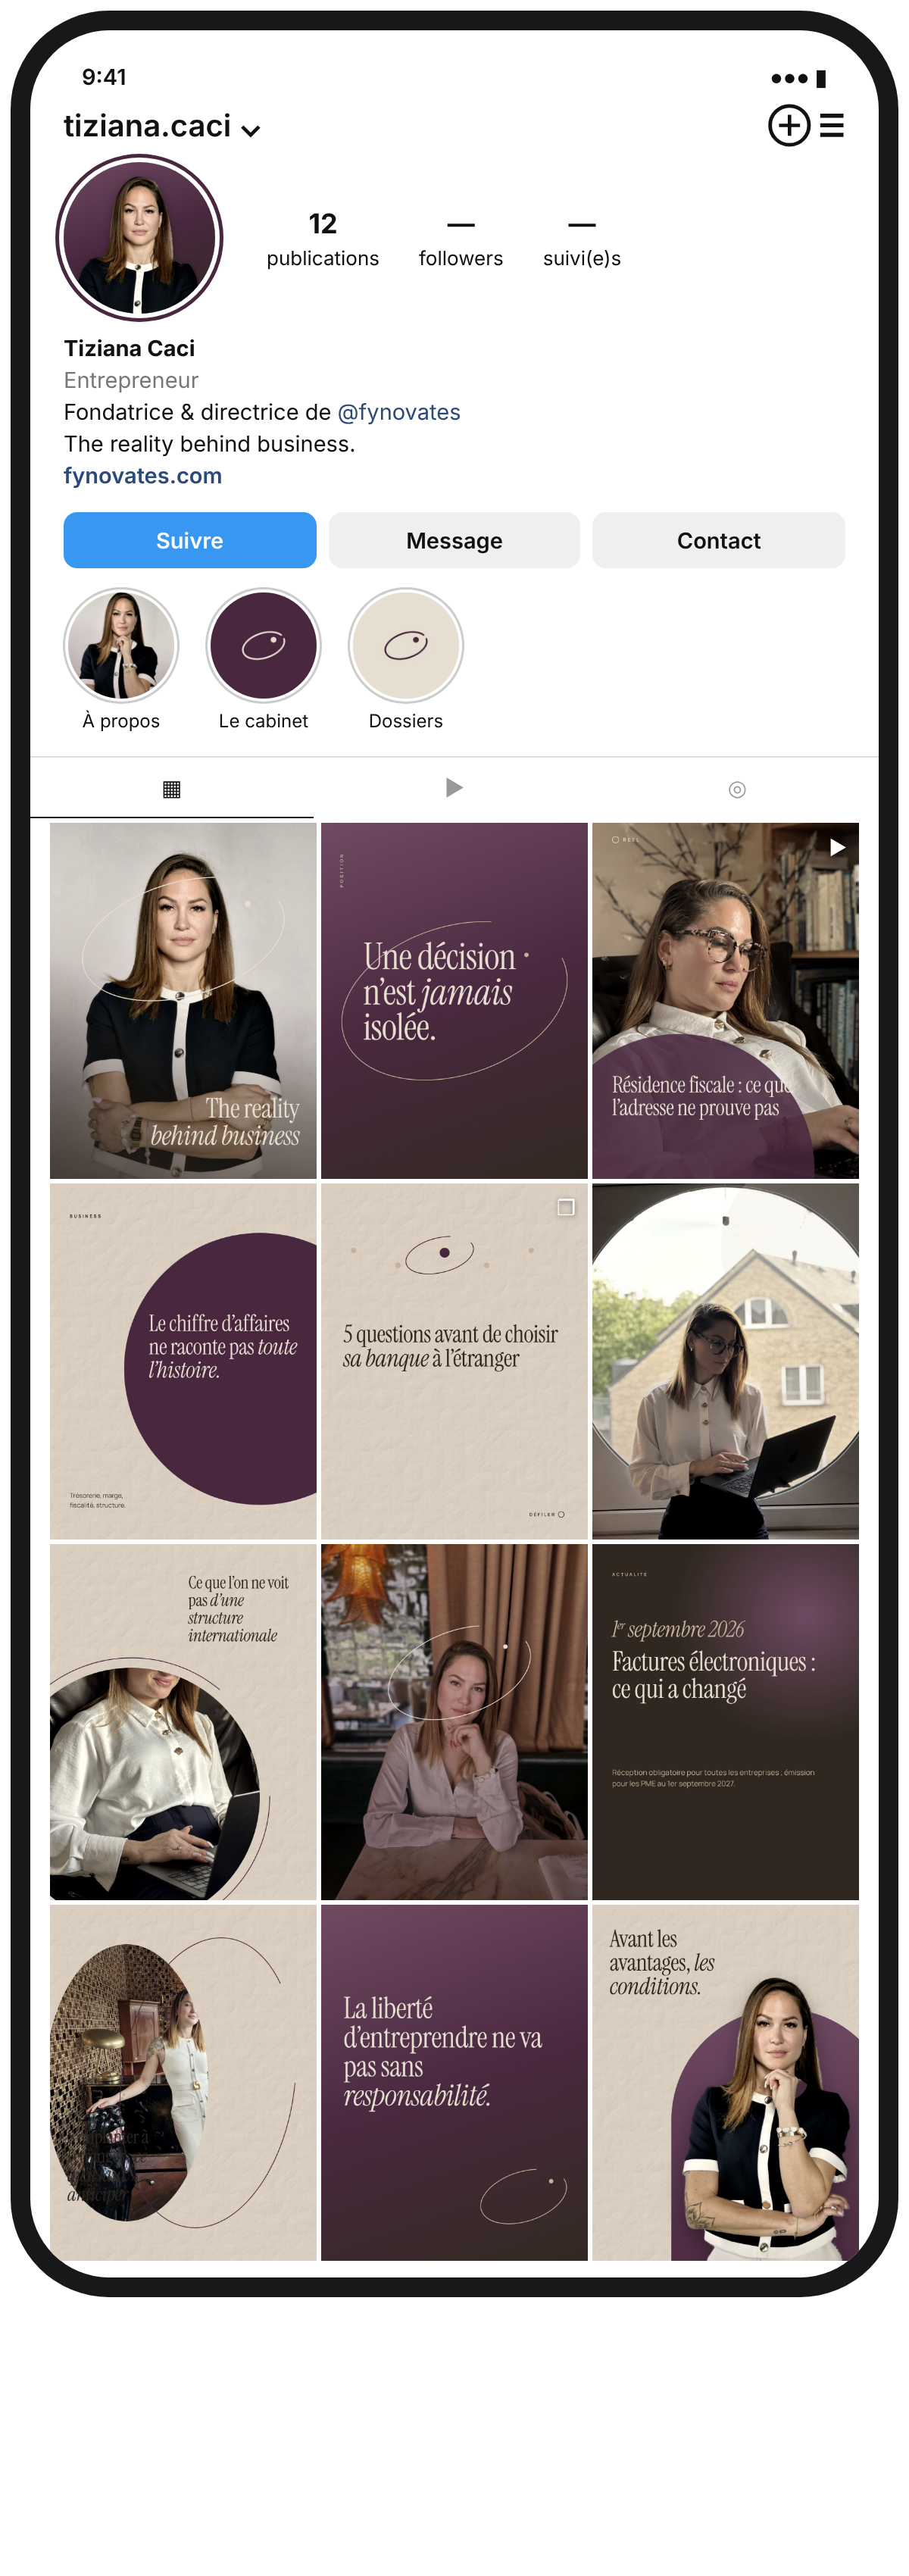 9:41
tiziana.caci
12
—
—
publications
followers
suivi(e)s
Tiziana Caci
Entrepreneur
Fondatrice & directrice de @fynovates
The reality behind business.
fynovates.com
Suivre
Message
Contact
À propos
Le cabinet
Dossiers
The reality
behind business
POSITION
Une décision
n’est jamais
isolée.
REEL
Résidence fiscale : ce que
l’adresse ne prouve pas
BUSINESS
Le chiffre d’affaires
ne raconte pas toute
l’histoire.
Trésorerie, marge,
fiscalité, structure.
5 questions avant de choisir
sa banque à l’étranger
DÉFILER
Ce que l’on ne voit
pas d’une
structure
internationale
ACTUALITÉ
1er septembre 2026
Factures électroniques :
ce qui a changé
Réception obligatoire pour toutes les entreprises ; émission
pour les PME au 1er septembre 2027.
anticiper
La liberté
d’entreprendre ne va
pas sans
responsabilité.
Avant les
avantages, les
conditions.